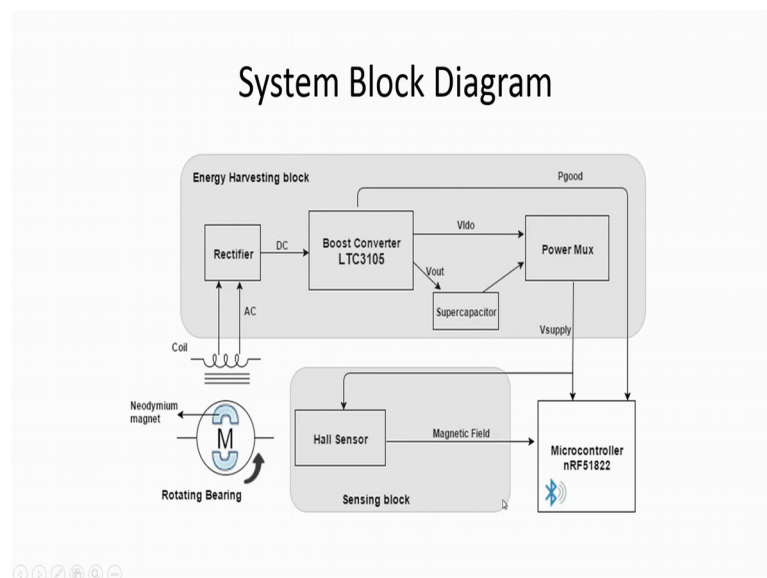 System Block Diagram
Energy Harvesting block
Pgood
Rectifier
DC
Boost Converter
LTC3105
Vldo
Power Mux
Vout
Supercapacitor
AC
Vsupply
Coil
Neodymium
magnet
M
Rotating Bearing
Hall Sensor
Magnetic Field
Sensing block
Microcontroller
nRF51822